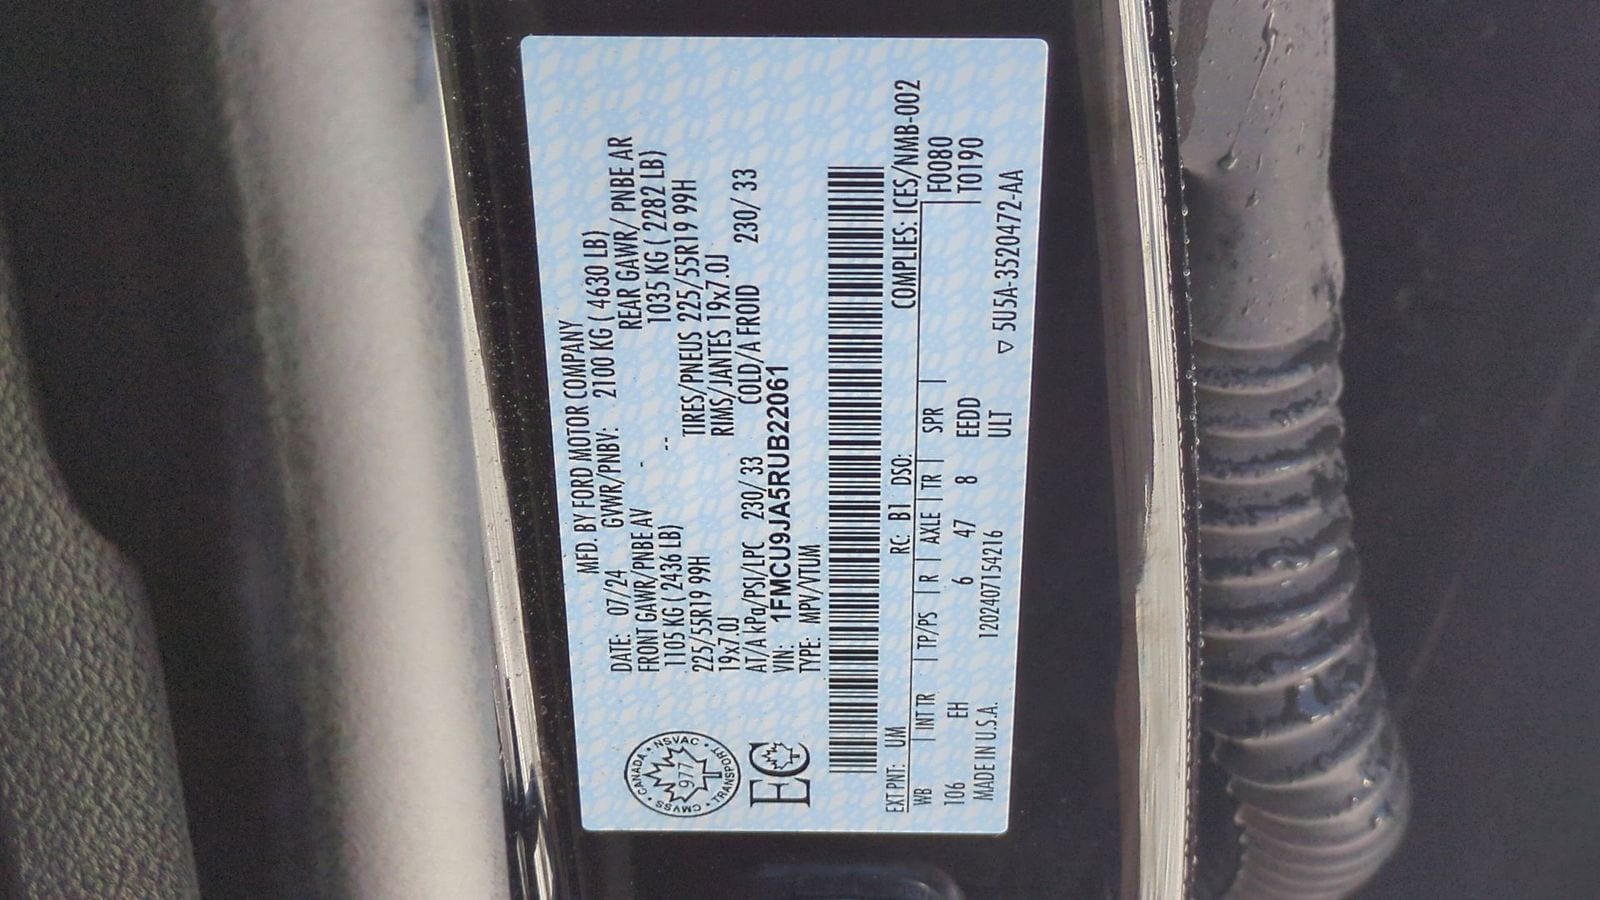 MFD. BY FORD MOTOR COMPANY
DATE: 07/24 GVWR/PNBV: 2100 KG ( 4630 LB)
FRONT GAWR/PNBE AV - REAR GAWR/ PNBE AR
1105 KG ( 2436 LB) -- 1035 KG ( 2282 LB)
225/55R19 99H TIRES/PNEUS 225/55R19 99H
19x7.0J RIMS/JANTES 19x7.0J
AT/A kPa/PSI/LPC 230/ 33 COLD/A FROID 230/ 33
VIN: 1FMCU9JA5RUB22061
TYPE: MPV/VTUM
CANADA • NSVAC • TRANSPORT • CMVSS •
977
T
EC
COMPLIES: ICES/NMB-002
EXT PNT: UM RC: B1 DSO: F0080
WB | INT TR | TP/PS | R | AXLE | TR | SPR | T0190
106 EH 6 47 8 EEDD
MADE IN U.S.A. 1202407154216 ULT ▽ 5U5A-3520472-AA